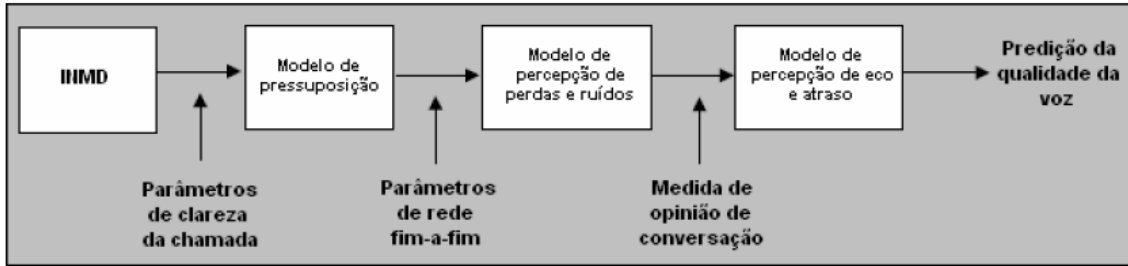 INMD
Modelo de
pressuposição
Modelo de
percepção de
perdas e ruídos
Modelo de
percepção de eco
e atraso
Predição da
qualidade da
voz
Parâmetros
de clareza
da chamada
Parâmetros
de rede
fim-a-fim
Medida de
opinião de
conversação